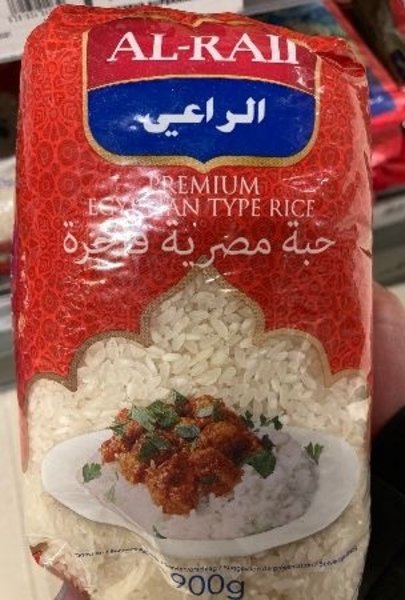 AL-RAII
الراعي
PREMIUM
EGYPTIAN TYPE RICE
حبة مصرية فاخرة
900g